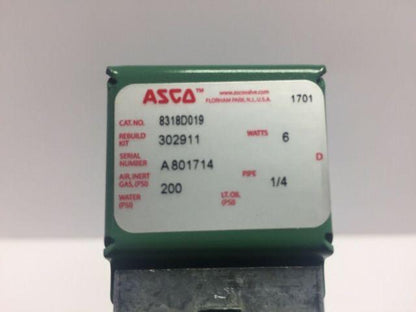 ASCO™
www.ascovalve.com
FLORHAM PARK, N.J., U.S.A.
1701
CAT. NO. 8318D019
REBUILD KIT 302911 WATTS 6
SERIAL NUMBER A801714 D
AIR, INERT GAS, (PSI) 200 PIPE 1/4
WATER (PSI) LT. OIL (PSI)